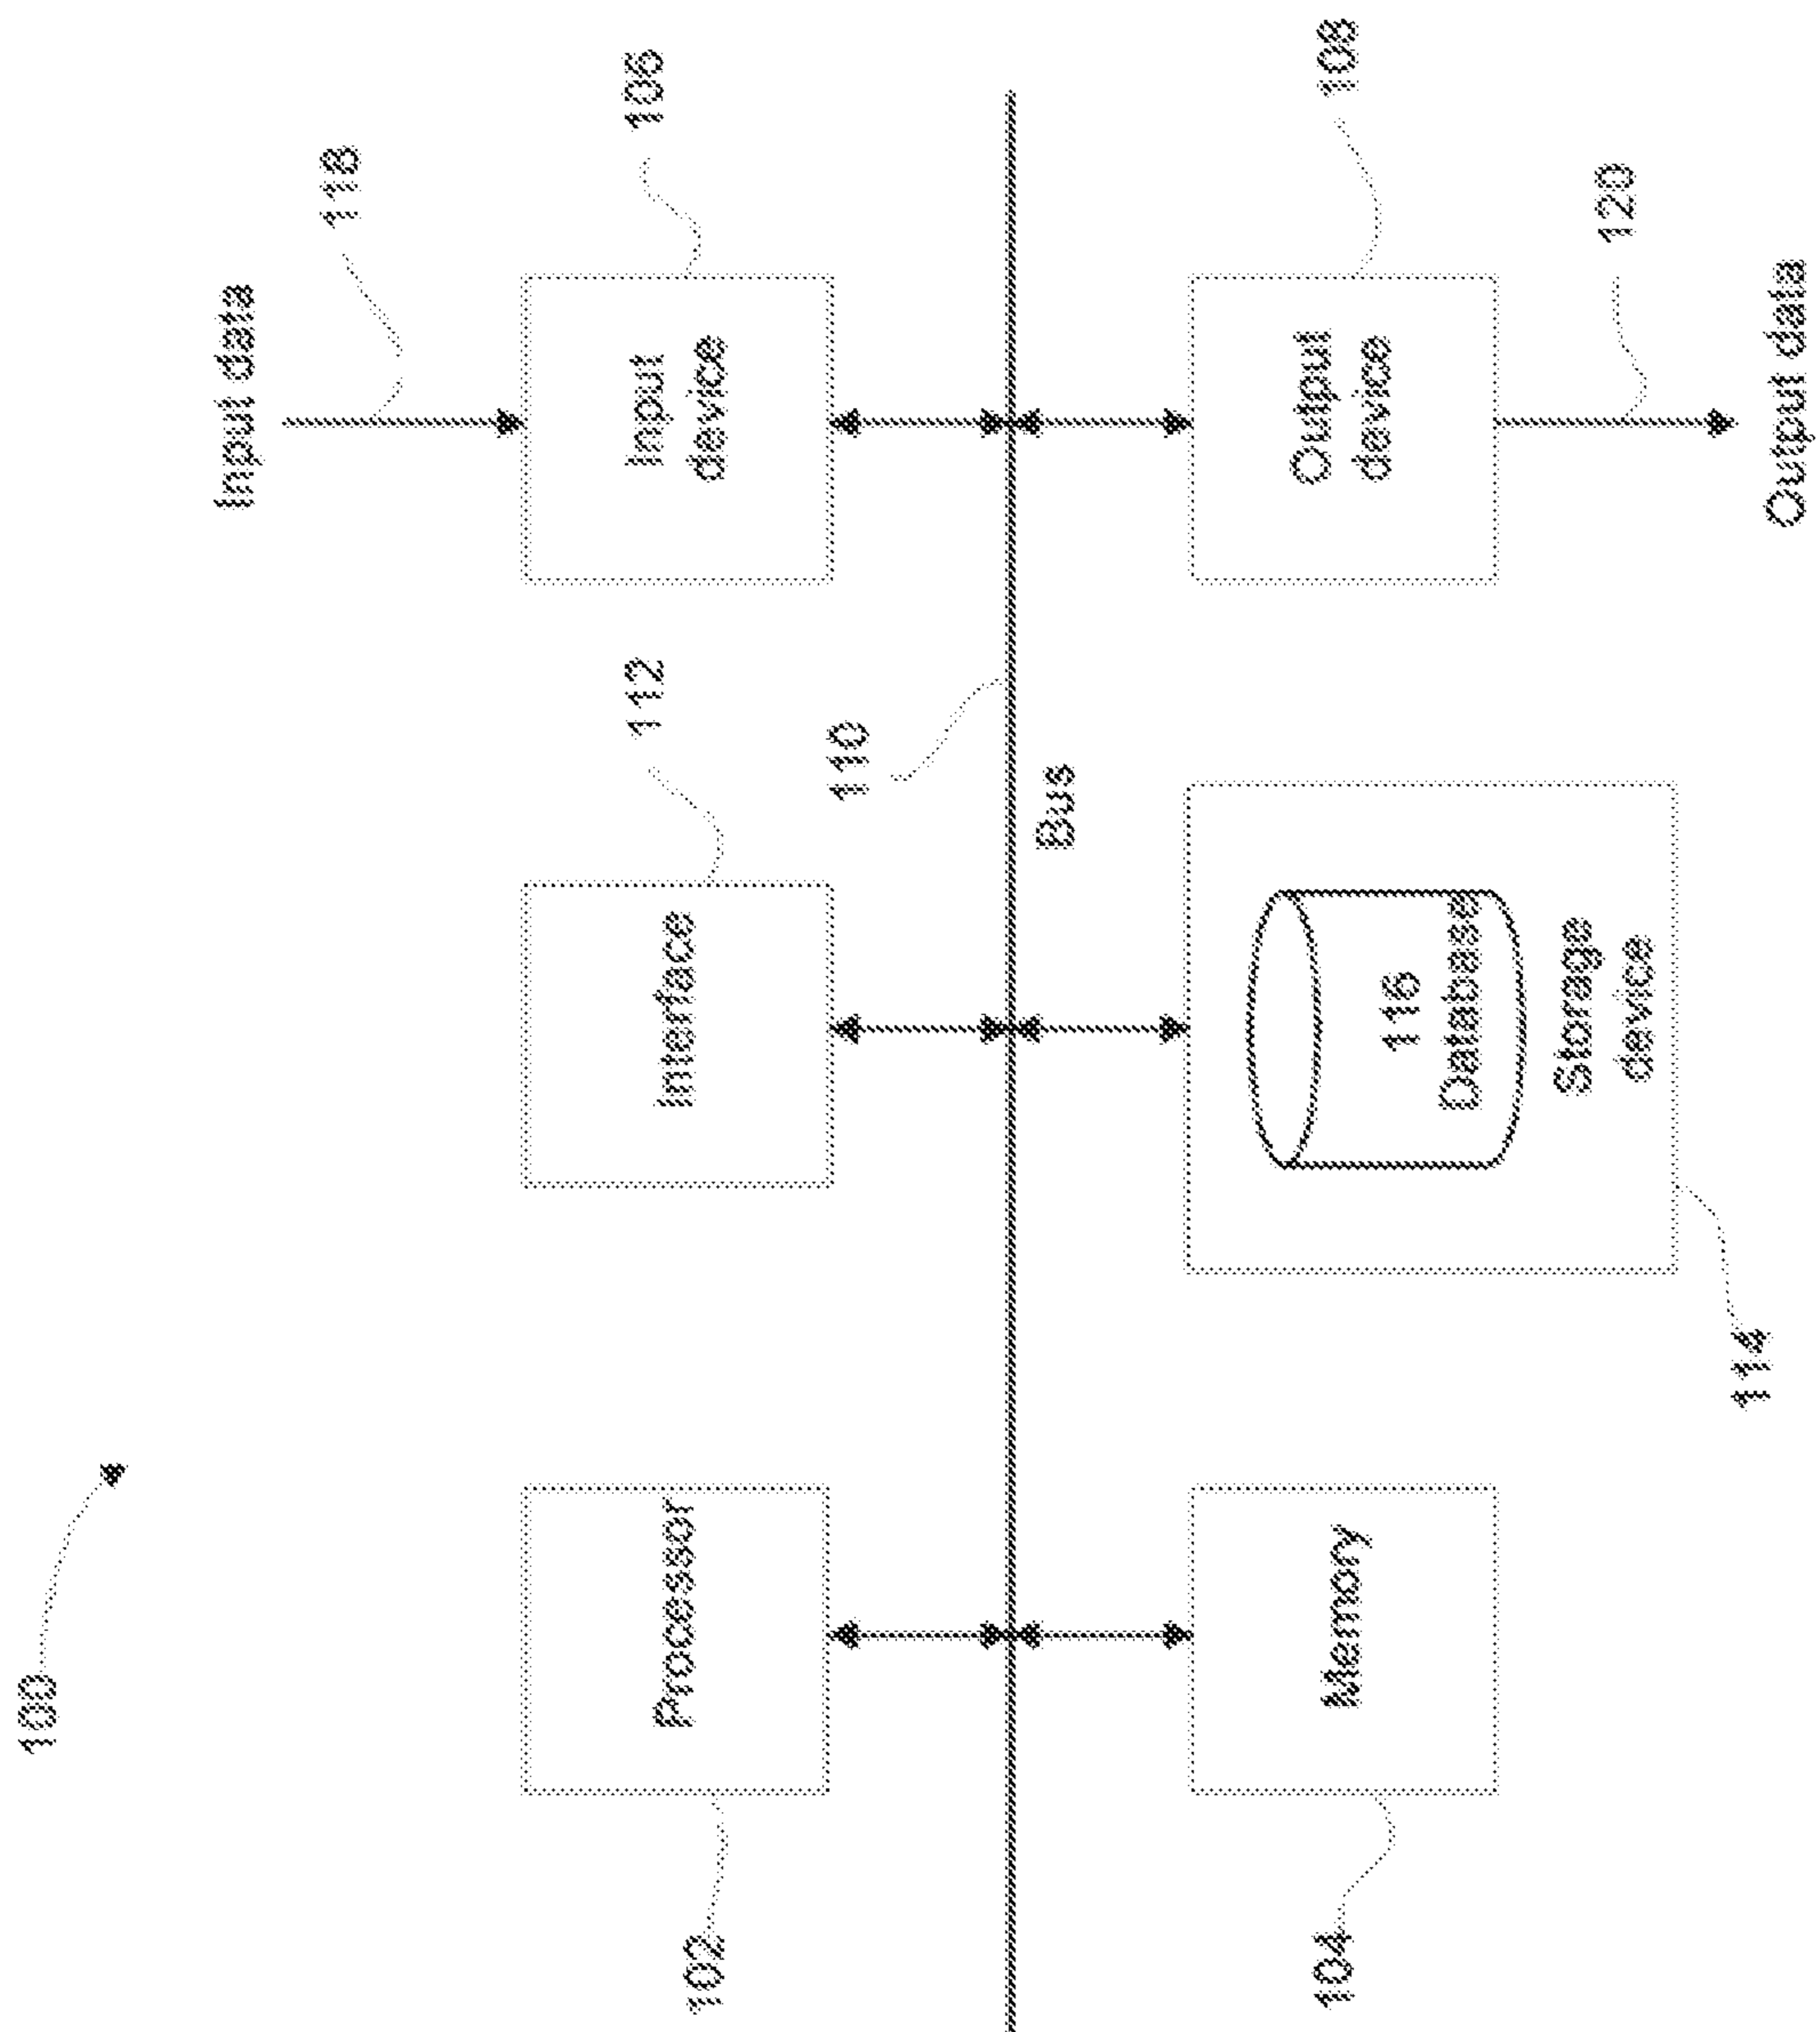 100
Input data
118
102
Processor
112
Interface
106
Input
device
110
Bus
104
Memory
114
116
Database
Storage
device
108
Output
device
120
Output data